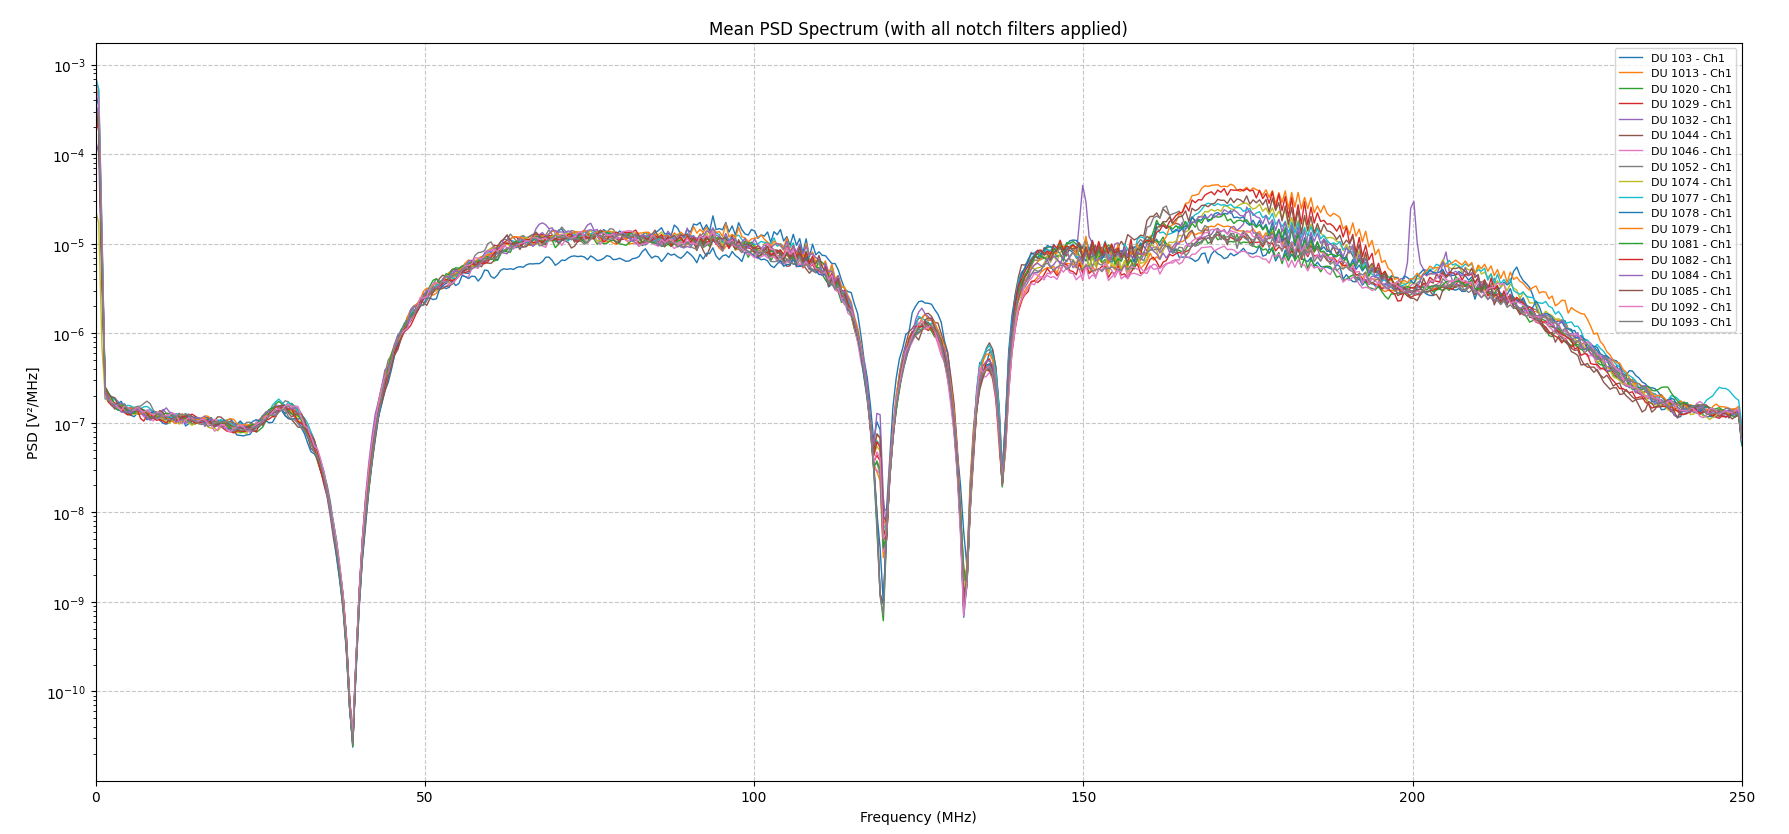 Mean PSD Spectrum (with all notch filters applied)
PSD [V²/MHz]
10⁻³
10⁻⁴
10⁻⁵
10⁻⁶
10⁻⁷
10⁻⁸
10⁻⁹
10⁻¹⁰
DU 103 - Ch1
DU 1013 - Ch1
DU 1020 - Ch1
DU 1029 - Ch1
DU 1032 - Ch1
DU 1044 - Ch1
DU 1046 - Ch1
DU 1052 - Ch1
DU 1074 - Ch1
DU 1077 - Ch1
DU 1078 - Ch1
DU 1079 - Ch1
DU 1081 - Ch1
DU 1082 - Ch1
DU 1084 - Ch1
DU 1085 - Ch1
DU 1092 - Ch1
DU 1093 - Ch1
0 50 100 150 200 250
Frequency (MHz)